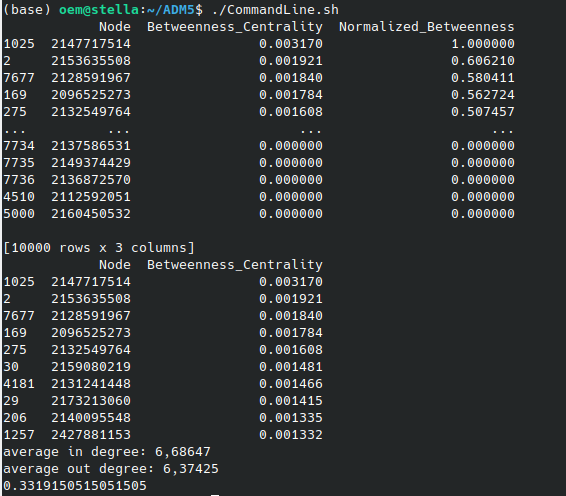 (base) oem@stella:~/ADM5$ ./CommandLine.sh
Node Betweenness_Centrality Normalized_Betweenness
1025 2147717514 0.003170 1.000000
2 2153635508 0.001921 0.606210
7677 2128591967 0.001840 0.580411
169 2096525273 0.001784 0.562724
275 2132549764 0.001608 0.507457
... ... ... ...
7734 2137586531 0.000000 0.000000
7735 2149374429 0.000000 0.000000
7736 2136872570 0.000000 0.000000
4510 2112592051 0.000000 0.000000
5000 2160450532 0.000000 0.000000
[10000 rows x 3 columns]
Node Betweenness_Centrality
1025 2147717514 0.003170
2 2153635508 0.001921
7677 2128591967 0.001840
169 2096525273 0.001784
275 2132549764 0.001608
30 2159080219 0.001481
4181 2131241448 0.001466
29 2173213060 0.001415
206 2140095548 0.001335
1257 2427881153 0.001332
average in degree: 6,68647
average out degree: 6,37425
0.3319150515051505